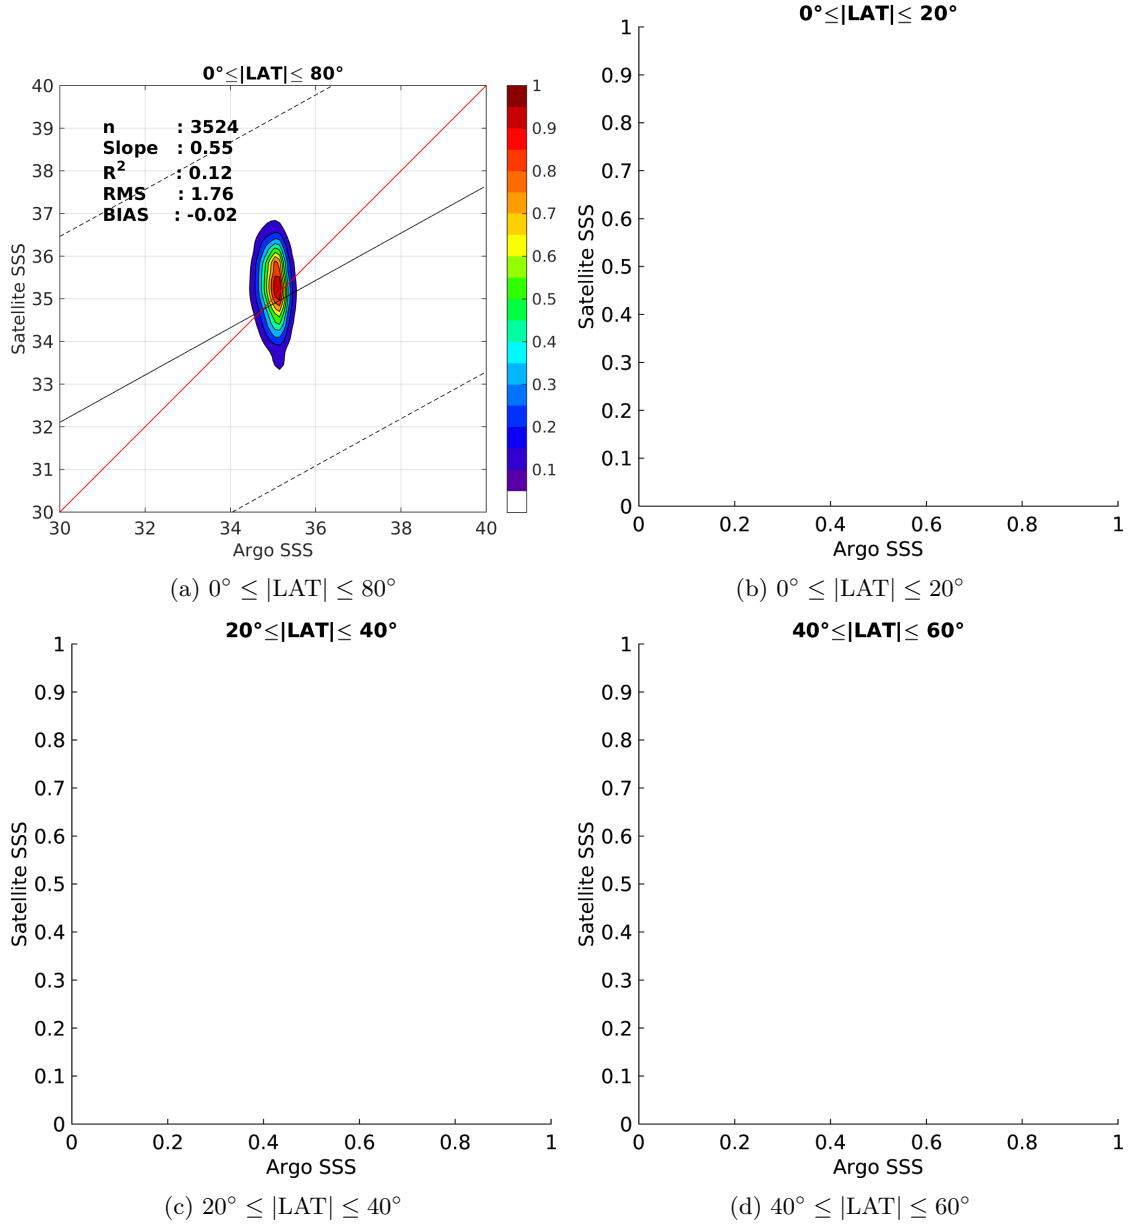 0°≤|LAT|≤ 80°
40
39
38
37
36
35
34
33
32
31
30
Satellite SSS
n : 3524
Slope : 0.55
R² : 0.12
RMS : 1.76
BIAS : -0.02
30 32 34 36 38 40
Argo SSS
1
0.9
0.8
0.7
0.6
0.5
0.4
0.3
0.2
0.1
(a) 0° ≤ |LAT| ≤ 80°
0°≤|LAT|≤ 20°
1
0.9
0.8
0.7
0.6
0.5
0.4
0.3
0.2
0.1
0
Satellite SSS
0 0.2 0.4 0.6 0.8 1
Argo SSS
(b) 0° ≤ |LAT| ≤ 20°
20°≤|LAT|≤ 40°
1
0.9
0.8
0.7
0.6
0.5
0.4
0.3
0.2
0.1
0
Satellite SSS
0 0.2 0.4 0.6 0.8 1
Argo SSS
(c) 20° ≤ |LAT| ≤ 40°
40°≤|LAT|≤ 60°
1
0.9
0.8
0.7
0.6
0.5
0.4
0.3
0.2
0.1
0
Satellite SSS
0 0.2 0.4 0.6 0.8 1
Argo SSS
(d) 40° ≤ |LAT| ≤ 60°